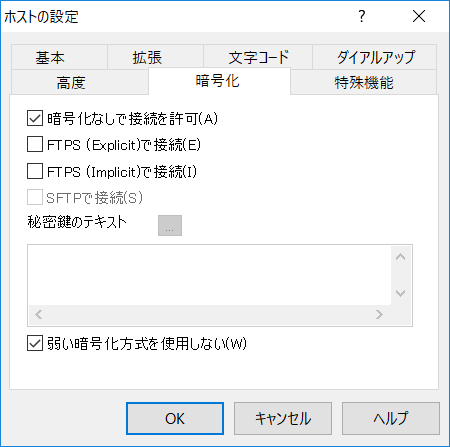 ホストの設定
基本 拡張 文字コード ダイアルアップ
高度 暗号化 特殊機能
暗号化なしで接続を許可(A)
FTPS (Explicit)で接続(E)
FTPS (Implicit)で接続(I)
SFTPで接続(S)
秘密鍵のテキスト ...
弱い暗号化方式を使用しない(W)
OK キャンセル ヘルプ